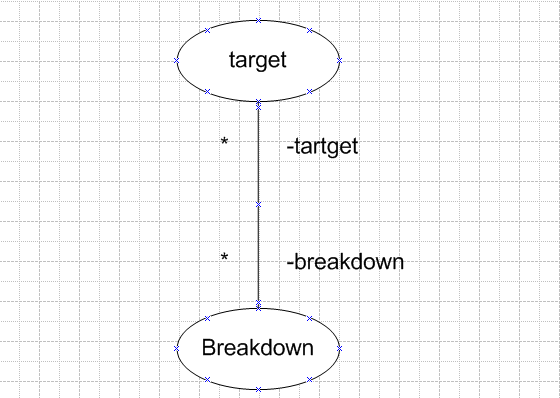 target
* -tartget
* -breakdown
Breakdown